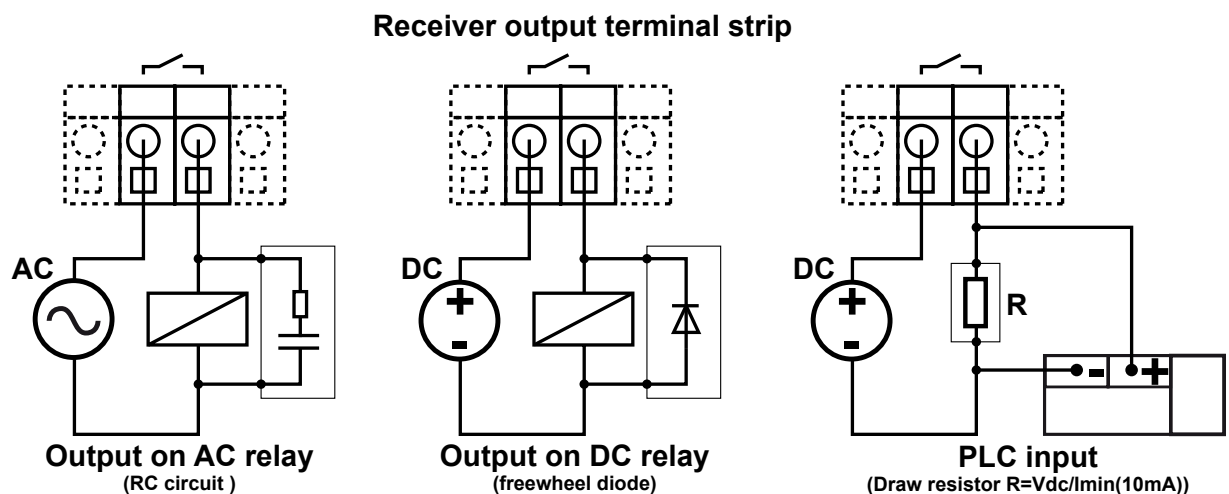 Receiver output terminal strip
AC
DC
DC
+
-
+
-
+
-
R
- +
Output on AC relay
(RC circuit )
Output on DC relay
(freewheel diode)
PLC input
(Draw resistor R=Vdc/Imin(10mA))